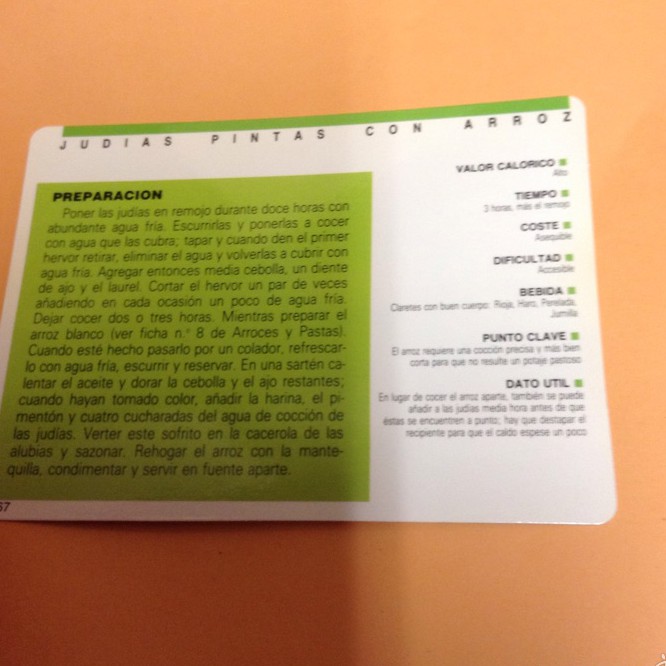 JUDIAS PINTAS CON ARROZ
PREPARACION
Poner las judías en remojo durante doce horas con
abundante agua fría. Escurrirlas y ponerlas a cocer
con agua que las cubra; tapar y cuando den el primer
hervor retirar, eliminar el agua y volverlas a cubrir con
agua fría. Agregar entonces media cebolla, un diente
de ajo y el laurel. Cortar el hervor un par de veces
añadiendo en cada ocasión un poco de agua fría.
Dejar cocer dos o tres horas. Mientras preparar el
arroz blanco (ver ficha n.º 8 de Arroces y Pastas).
Cuando esté hecho pasarlo por un colador, refrescar-
lo con agua fría, escurrir y reservar. En una sartén ca-
lentar el aceite y dorar la cebolla y el ajo restantes;
cuando hayan tomado color, añadir la harina, el pi-
mentón y cuatro cucharadas del agua de cocción de
las judías. Verter este sofrito en la cacerola de las
alubias y sazonar. Rehogar el arroz con la mante-
quilla, condimentar y servir en fuente aparte.
67
VALOR CALORICO
Alto
TIEMPO
3 horas, más el remojo
COSTE
Asequible
DIFICULTAD
Accesible
BEBIDA
Claretes con buen cuerpo: Rioja, Haro, Perelada,
Jumilla
PUNTO CLAVE
El arroz requiere una cocción precisa y más bien
corta para que no resulte un potaje pastoso
DATO UTIL
En lugar de cocer el arroz aparte, también se puede
añadir a las judías media hora antes de que
éstas se encuentren a punto; hay que destapar el
recipiente para que el caldo espese un poco